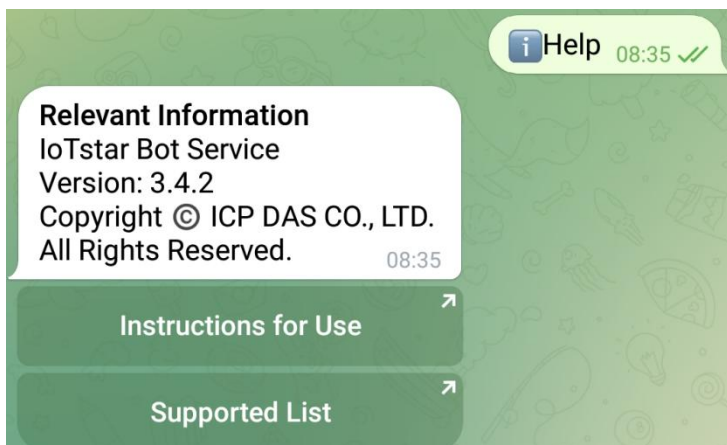 ℹ️Help 08:35
Relevant Information
IoTstar Bot Service
Version: 3.4.2
Copyright © ICP DAS CO., LTD.
All Rights Reserved.
08:35
Instructions for Use
Supported List